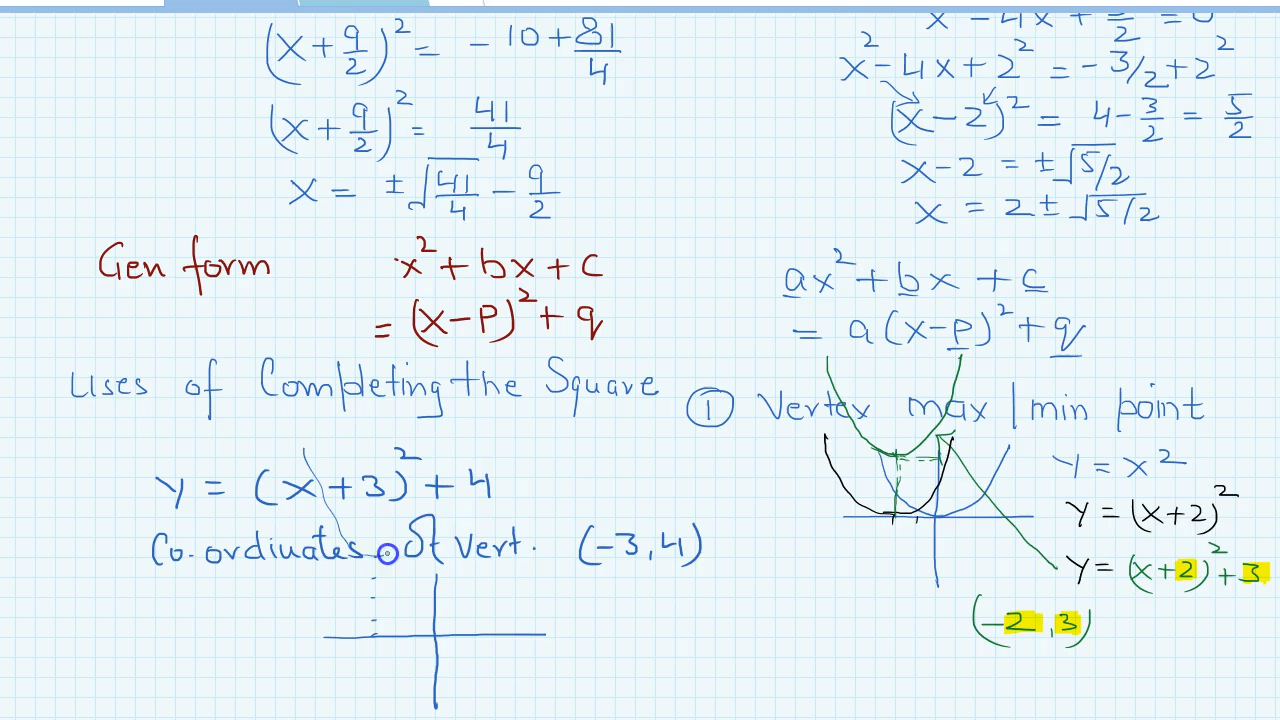 (x + 9/2)² = - 10 + 81/4
(x + 9/2)² = 41/4
x = ± √(41/4) - 9/2
x² - 4x + 2² = - 3/2 + 2²
(x - 2)² = 4 - 3/2 = 5/2
x - 2 = ± √5/2
x = 2 ± √5/2
Gen form x² + bx + c
= (x - p)² + q
ax² + bx + c
= a(x - p)² + q
Uses of Completing the Square
① Vertex max | min point
y = (x + 3)² + 4
Co.ordinates of Vert. (-3, 4)
y = x²
y = (x + 2)²
y = (x + 2)² + 3
(-2, 3)